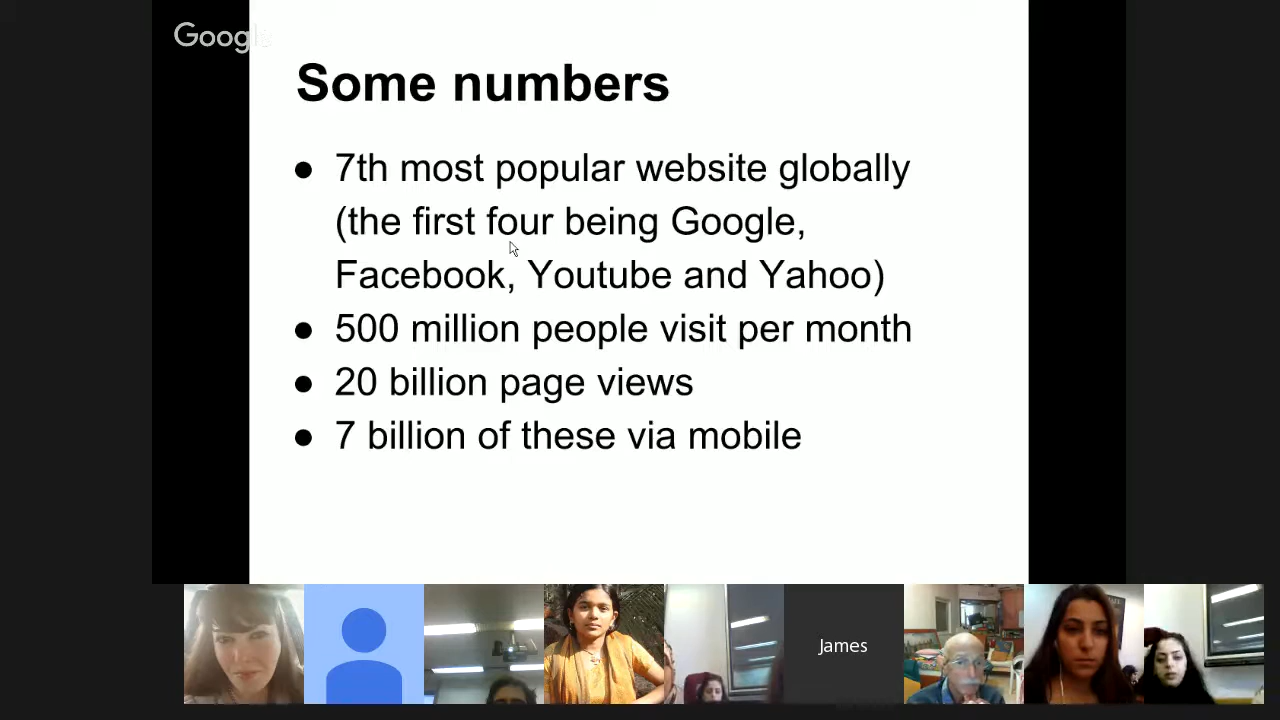 Google
Some numbers
● 7th most popular website globally
(the first four being Google,
Facebook, Youtube and Yahoo)
● 500 million people visit per month
● 20 billion page views
● 7 billion of these via mobile
James